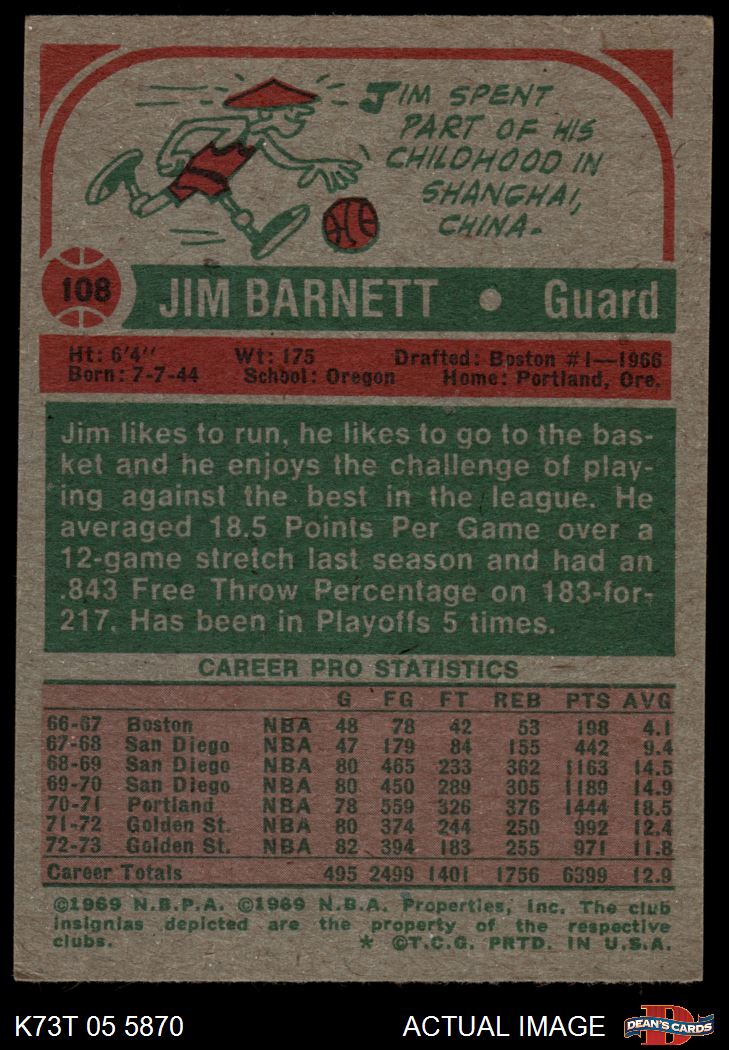 JIM SPENT
PART OF HIS
CHILDHOOD IN
SHANGHAI,
CHINA.
108 JIM BARNETT • Guard
Ht: 6'4" Wt: 175 Drafted: Boston #1—1966
Born: 7-7-44 School: Oregon Home: Portland, Ore.
Jim likes to run, he likes to go to the bas-
ket and he enjoys the challenge of play-
ing against the best in the league. He
averaged 18.5 Points Per Game over a
12-game stretch last season and had an
.843 Free Throw Percentage on 183-for-
217. Has been in Playoffs 5 times.
CAREER PRO STATISTICS
G FG FT REB PTS AVG
66-67 Boston NBA 48 78 42 53 198 4.1
67-68 San Diego NBA 47 179 84 155 442 9.4
68-69 San Diego NBA 80 465 233 362 1163 14.5
69-70 San Diego NBA 80 450 289 305 1189 14.9
70-71 Portland NBA 78 559 326 376 1444 18.5
71-72 Golden St. NBA 80 374 244 250 992 12.4
72-73 Golden St. NBA 82 394 183 255 971 11.8
Career Totals 495 2499 1401 1756 6399 12.9
©1969 N.B.P.A. ©1969 N.B.A. Properties, Inc. The club
insignias depicted are the property of the respective
clubs. * ©T.C.G. PRTD. IN U.S.A.
K73T 05 5870 ACTUAL IMAGE DEAN'S CARDS